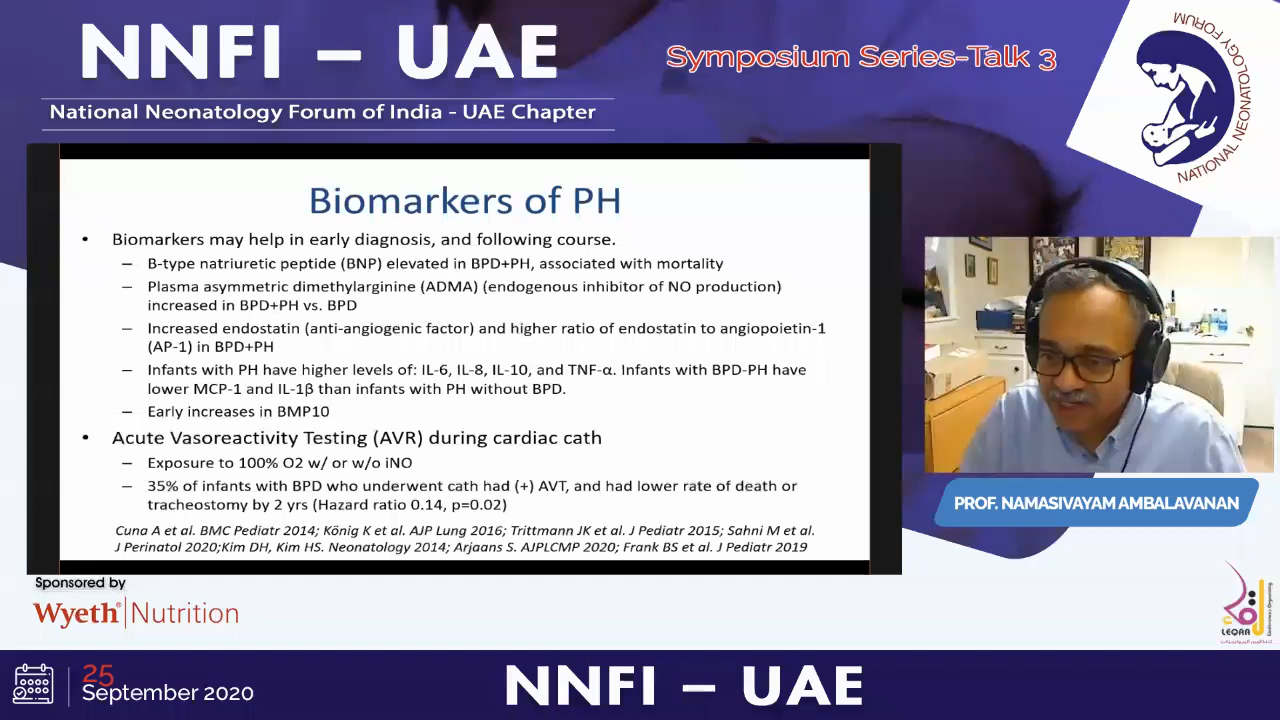 NNFI – UAE
National Neonatology Forum of India - UAE Chapter
Symposium Series-Talk 3
NATIONAL NEONATOLOGY FORUM
Biomarkers of PH
• Biomarkers may help in early diagnosis, and following course.
– B-type natriuretic peptide (BNP) elevated in BPD+PH, associated with mortality
– Plasma asymmetric dimethylarginine (ADMA) (endogenous inhibitor of NO production)
increased in BPD+PH vs. BPD
– Increased endostatin (anti-angiogenic factor) and higher ratio of endostatin to angiopoietin-1
(AP-1) in BPD+PH
– Infants with PH have higher levels of: IL-6, IL-8, IL-10, and TNF-α. Infants with BPD-PH have
lower MCP-1 and IL-1β than infants with PH without BPD.
– Early increases in BMP10
• Acute Vasoreactivity Testing (AVR) during cardiac cath
– Exposure to 100% O2 w/ or w/o iNO
– 35% of infants with BPD who underwent cath had (+) AVT, and had lower rate of death or
tracheostomy by 2 yrs (Hazard ratio 0.14, p=0.02)
Cuna A et al. BMC Pediatr 2014; König K et al. AJP Lung 2016; Trittmann JK et al. J Pediatr 2015; Sahni M et al.
J Perinatol 2020;Kim DH, Kim HS. Neonatology 2014; Arjaans S. AJPLCMP 2020; Frank BS et al. J Pediatr 2019
PROF. NAMASIVAYAM AMBALAVANAN
Sponsored by
Wyeth® Nutrition
LEQAA
25
September 2020
NNFI – UAE